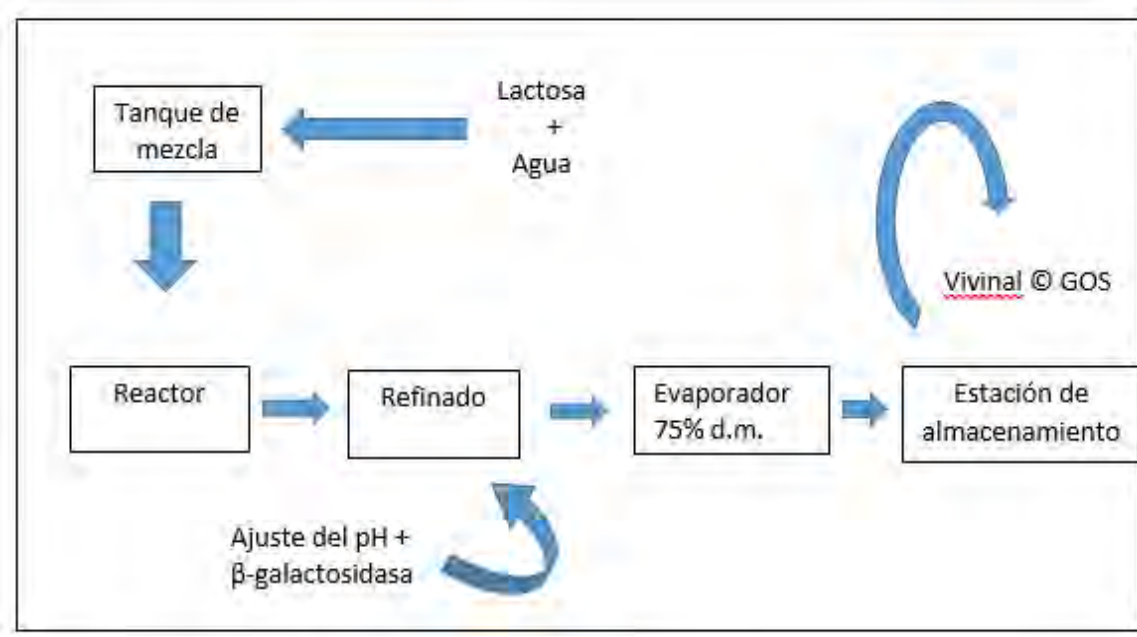 Lactosa
+
Agua
Tanque de
mezcla
Vivinal © GOS
Reactor
Refinado
Evaporador
75% d.m.
Estación de
almacenamiento
Ajuste del pH +
β-galactosidasa